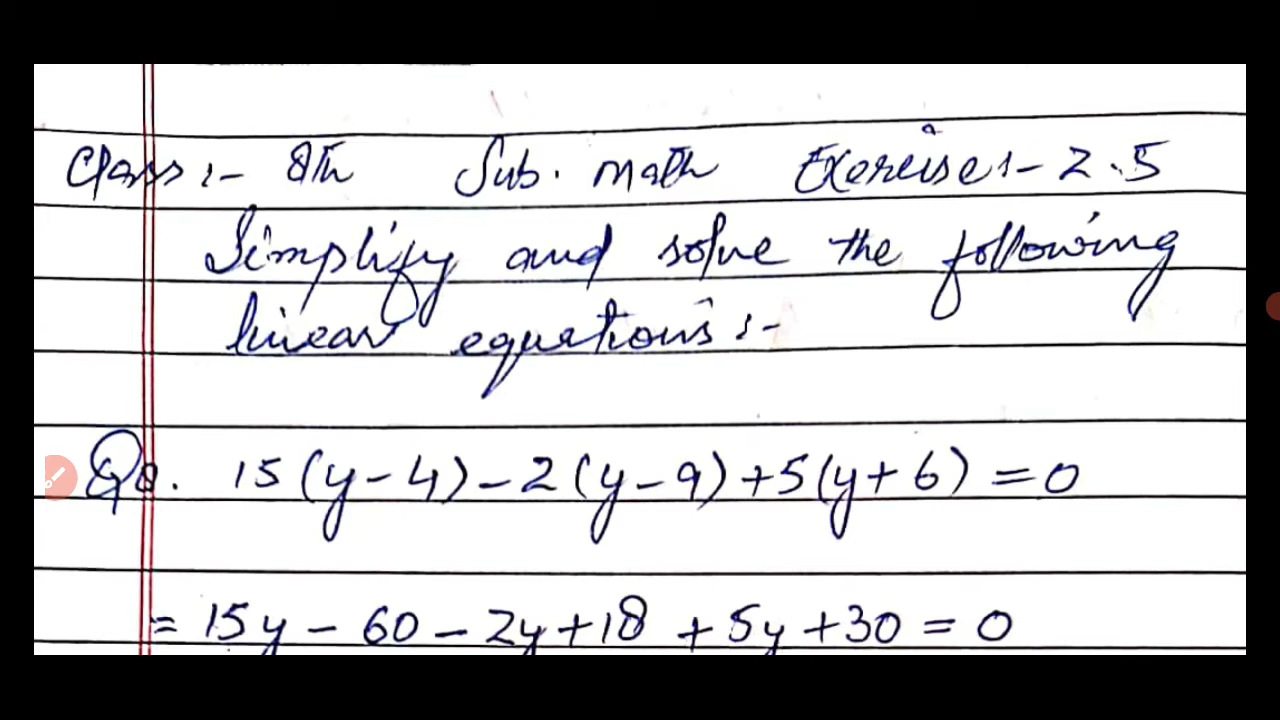 Class :- 8th Sub. math Exercise :- 2.5
Simplify and solve the following
linear equations :-
Q. 15(y-4)-2(y-9)+5(y+6)=0
= 15y - 60 - 2y + 18 + 5y + 30 = 0